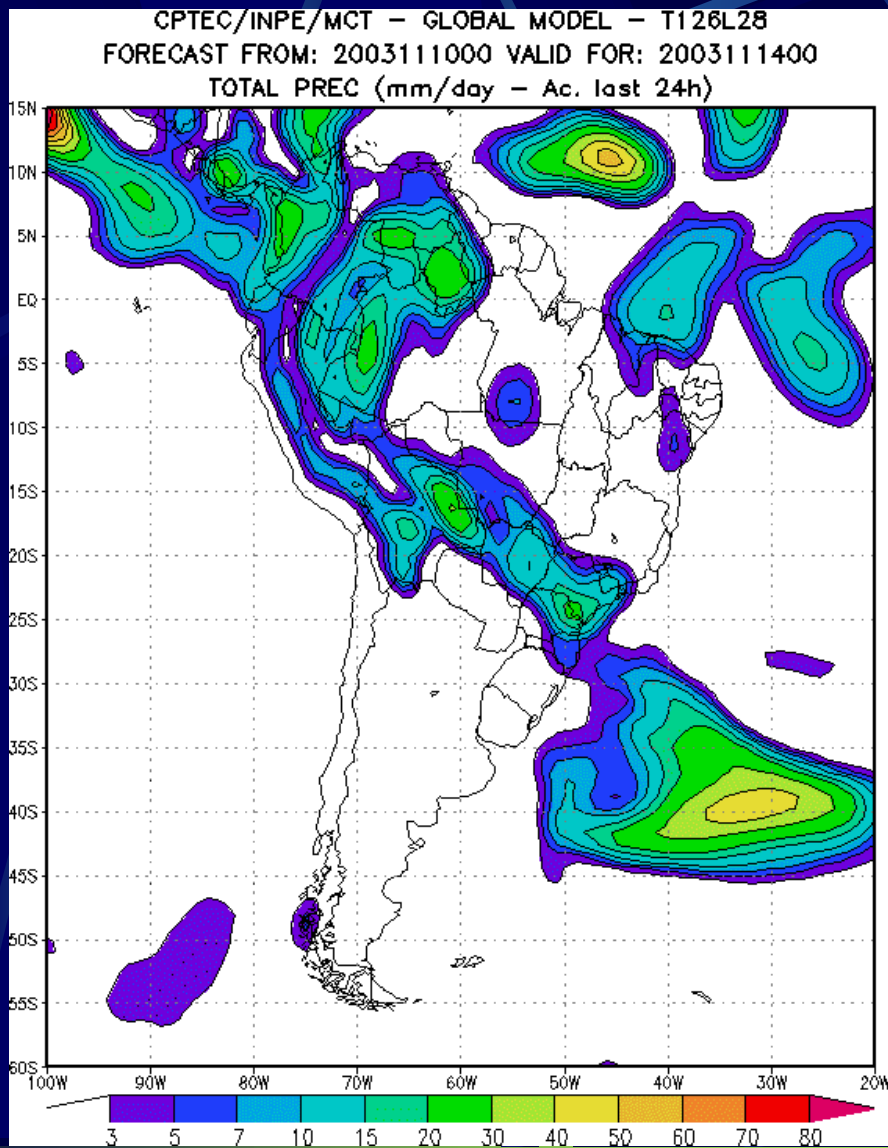 CPTEC/INPE/MCT - GLOBAL MODEL - T126L28
FORECAST FROM: 2003111000 VALID FOR: 2003111400
TOTAL PREC (mm/day - Ac. last 24h)
15N
10N
5N
EQ
5S
10S
15S
20S
25S
30S
35S
40S
45S
50S
55S
60S
100W 90W 80W 70W 60W 50W 40W 30W 20W
3 5 7 10 15 20 30 40 50 60 70 80